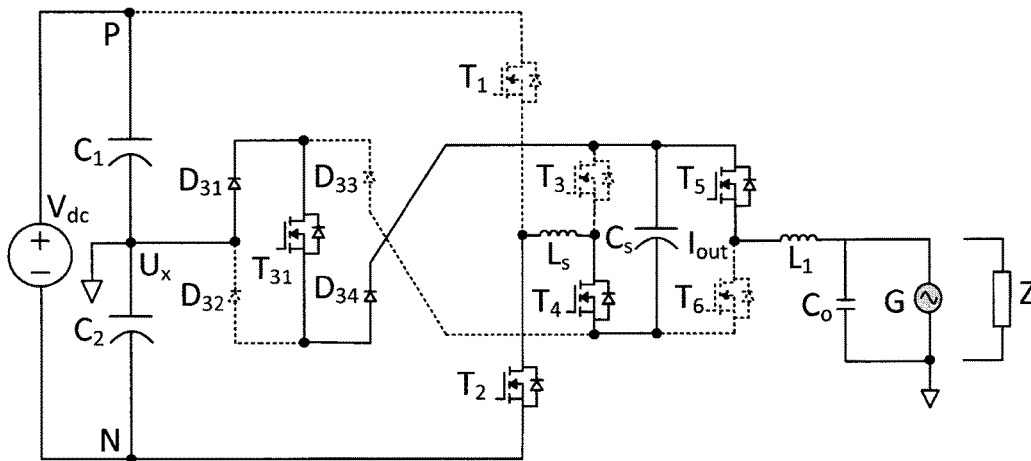 P
T1
C1
D31
D33
T3
T5
Vdc
+
−
T31
Cs
Iout
Ux
Ls
L1
D32
D34
T4
T6
Co
G
Z
C2
T2
N